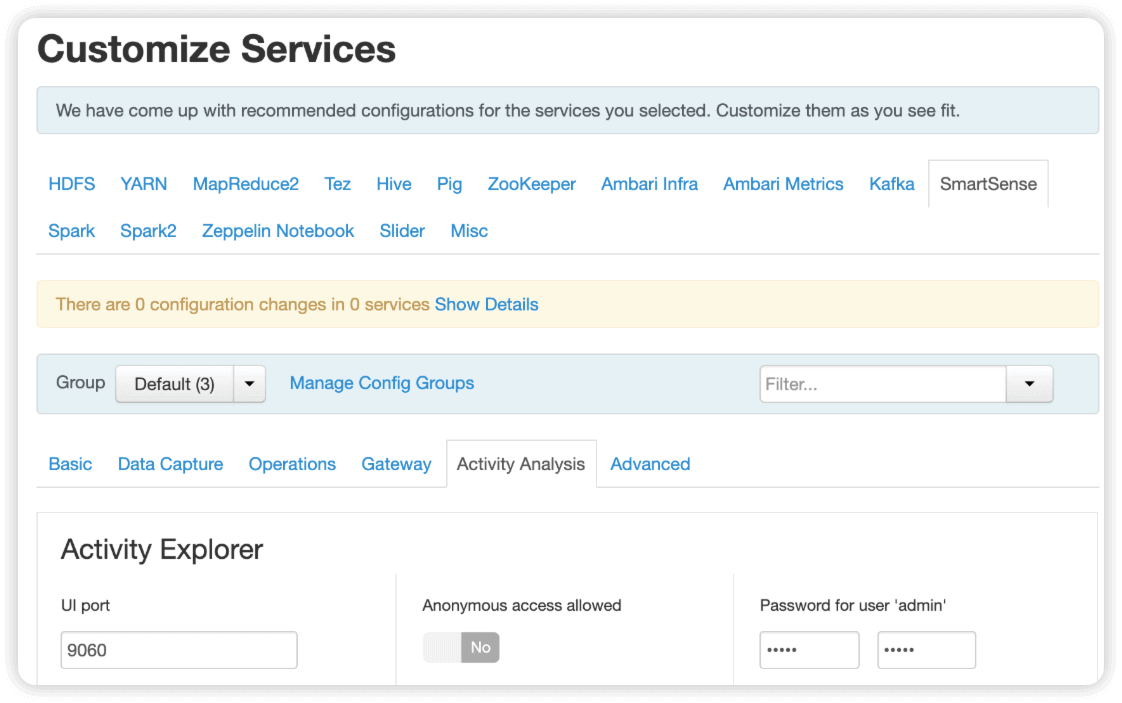 Customize Services
We have come up with recommended configurations for the services you selected. Customize them as you see fit.
HDFS YARN MapReduce2 Tez Hive Pig ZooKeeper Ambari Infra Ambari Metrics Kafka SmartSense
Spark Spark2 Zeppelin Notebook Slider Misc
There are 0 configuration changes in 0 services Show Details
Group Default (3) Manage Config Groups Filter...
Basic Data Capture Operations Gateway Activity Analysis Advanced
Activity Explorer
UI port Anonymous access allowed Password for user 'admin'
9060 No ••••• •••••